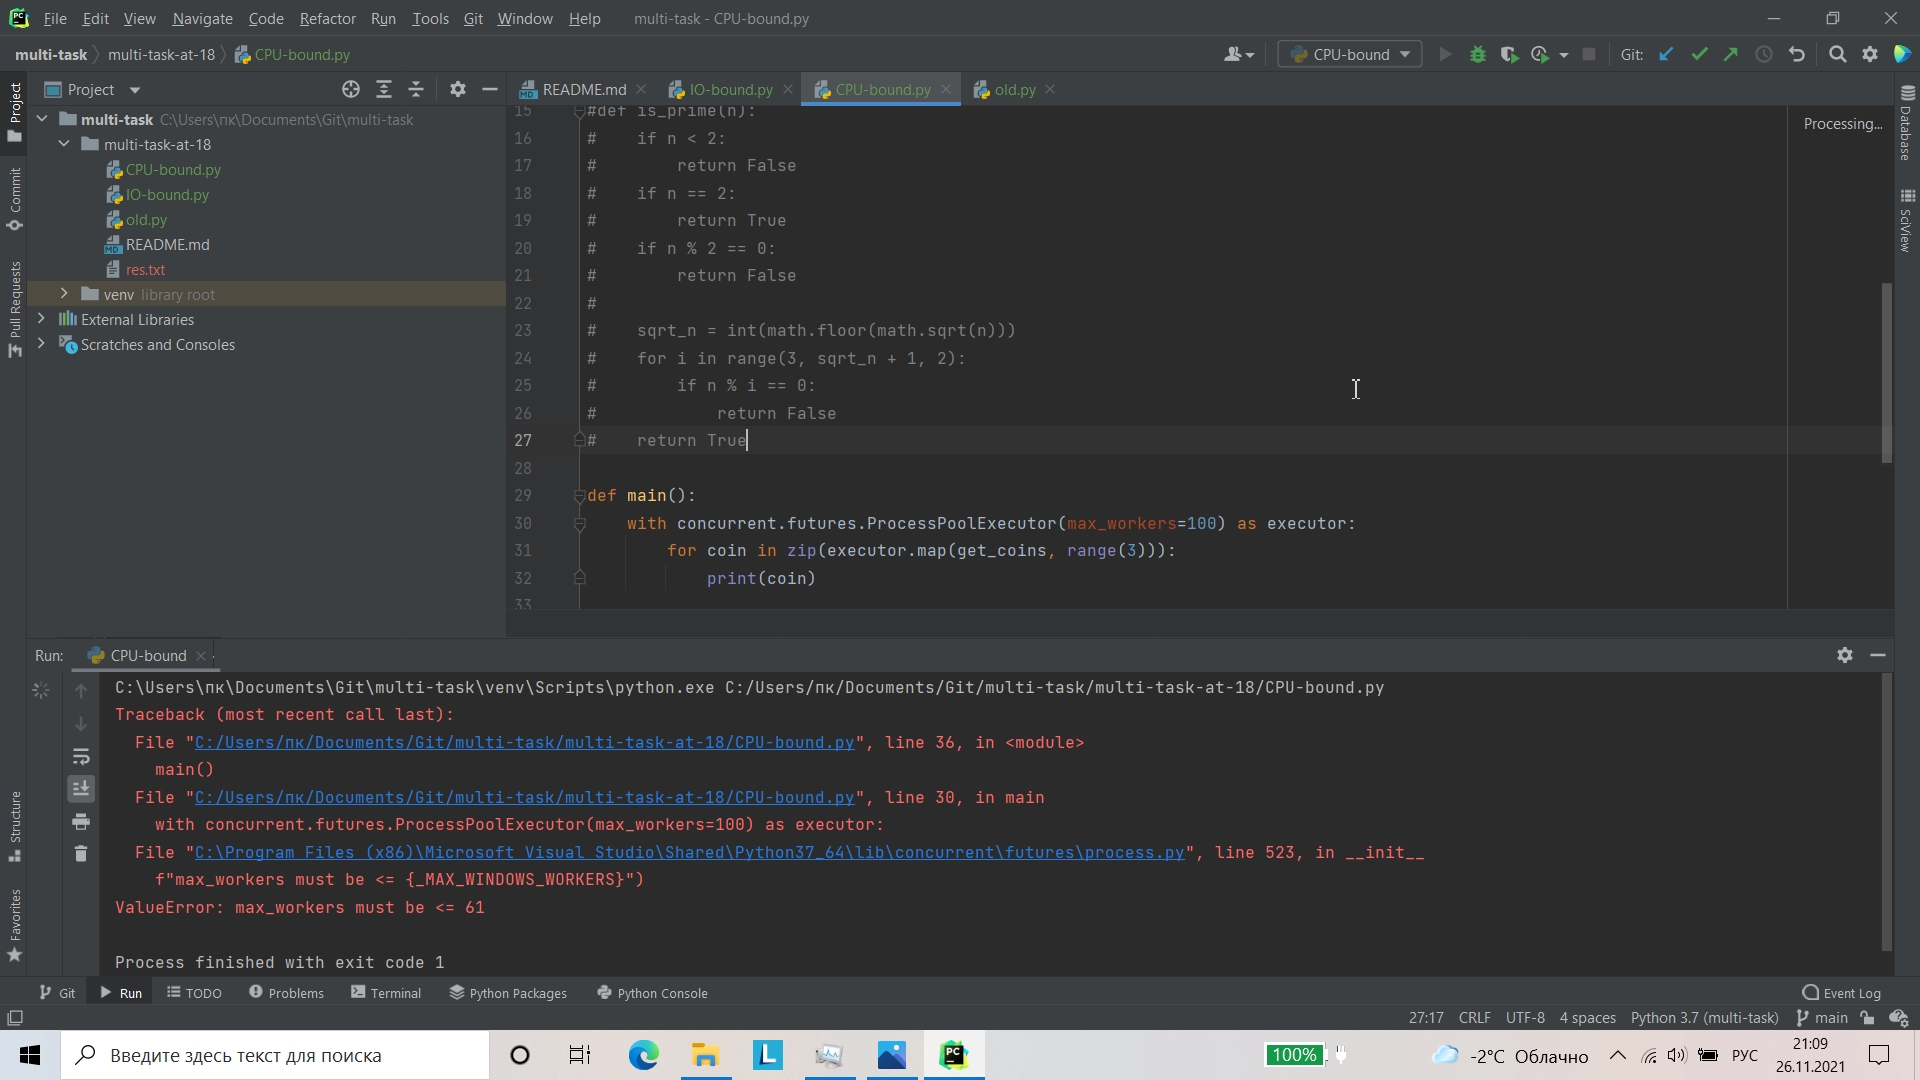 File Edit View Navigate Code Refactor Run Tools Git Window Help multi-task - CPU-bound.py
multi-task multi-task-at-18 CPU-bound.py CPU-bound Git:
Project README.md IO-bound.py CPU-bound.py old.py
multi-task C:\Users\пк\Documents\Git\multi-task
multi-task-at-18
CPU-bound.py
IO-bound.py
old.py
README.md
res.txt
venv library root
External Libraries
Scratches and Consoles
Project
Commit
Pull Requests
Structure
Favorites
15 #def is_prime(n):
16 # if n < 2:
17 # return False
18 # if n == 2:
19 # return True
20 # if n % 2 == 0:
21 # return False
22 #
23 # sqrt_n = int(math.floor(math.sqrt(n)))
24 # for i in range(3, sqrt_n + 1, 2):
25 # if n % i == 0:
26 # return False
27 # return True
28
29 def main():
30 with concurrent.futures.ProcessPoolExecutor(max_workers=100) as executor:
31 for coin in zip(executor.map(get_coins, range(3))):
32 print(coin)
33
Processing...
Database
SciView
Run: CPU-bound
C:\Users\пк\Documents\Git\multi-task\venv\Scripts\python.exe C:/Users/пк/Documents/Git/multi-task/multi-task-at-18/CPU-bound.py
Traceback (most recent call last):
File "C:/Users/пк/Documents/Git/multi-task/multi-task-at-18/CPU-bound.py", line 36, in <module>
main()
File "C:/Users/пк/Documents/Git/multi-task/multi-task-at-18/CPU-bound.py", line 30, in main
with concurrent.futures.ProcessPoolExecutor(max_workers=100) as executor:
File "C:\Program Files (x86)\Microsoft Visual Studio\Shared\Python37_64\lib\concurrent\futures\process.py", line 523, in __init__
f"max_workers must be <= {_MAX_WINDOWS_WORKERS}")
ValueError: max_workers must be <= 61
Process finished with exit code 1
Git Run TODO Problems Terminal Python Packages Python Console Event Log
27:17 CRLF UTF-8 4 spaces Python 3.7 (multi-task) main
Введите здесь текст для поиска L PC 100% -2°C Облачно РУС 21:09
26.11.2021